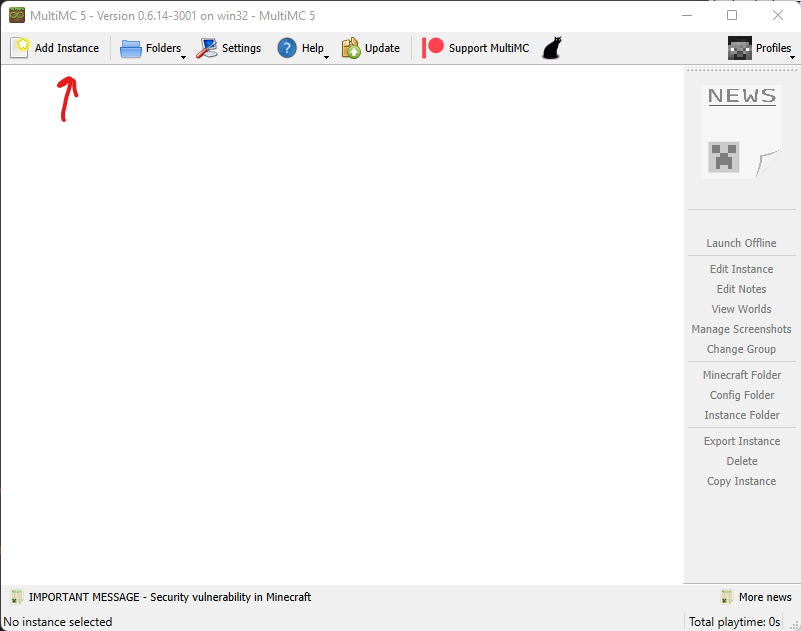 MultiMC 5 - Version 0.6.14-3001 on win32 - MultiMC 5
Add Instance Folders Settings Help Update Support MultiMC Profiles
NEWS
Launch Offline
Edit Instance
Edit Notes
View Worlds
Manage Screenshots
Change Group
Minecraft Folder
Config Folder
Instance Folder
Export Instance
Delete
Copy Instance
IMPORTANT MESSAGE - Security vulnerability in Minecraft More news
No instance selected Total playtime: 0s